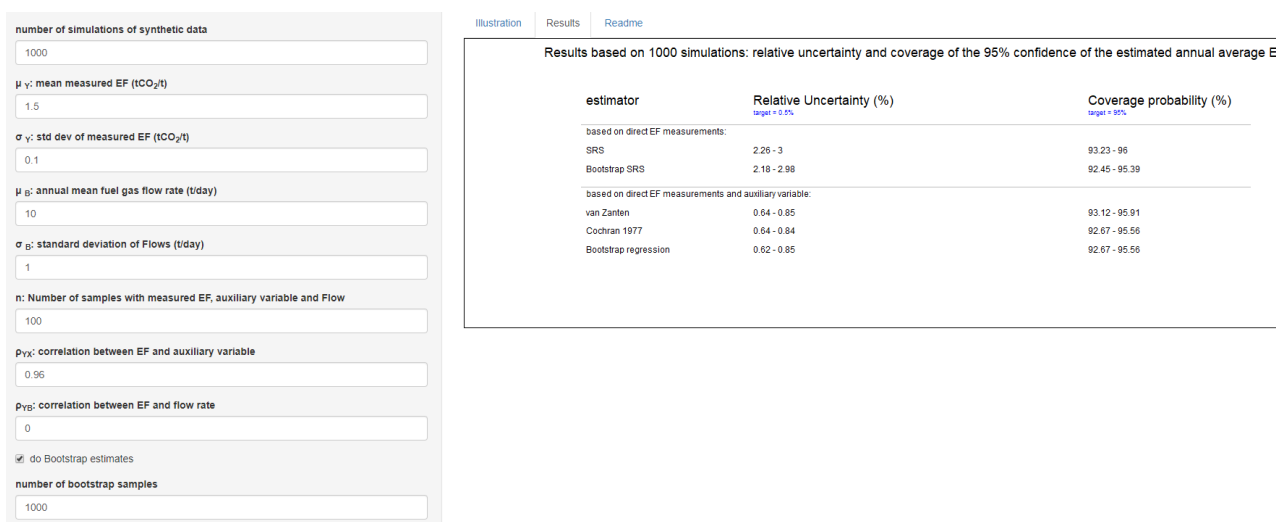 number of simulations of synthetic data
1000
μ Y: mean measured EF (tCO2/t)
1.5
σ Y: std dev of measured EF (tCO2/t)
0.1
μ B: annual mean fuel gas flow rate (t/day)
10
σ B: standard deviation of Flows (t/day)
1
n: Number of samples with measured EF, auxiliary variable and Flow
100
ρYX: correlation between EF and auxiliary variable
0.96
ρYB: correlation between EF and flow rate
0
do Bootstrap estimates
number of bootstrap samples
1000
Illustration Results Readme
Results based on 1000 simulations: relative uncertainty and coverage of the 95% confidence of the estimated annual average E
estimator Relative Uncertainty (%) Coverage probability (%)
target = 0.5% target = 95%
based on direct EF measurements:
SRS 2.26 - 3 93.23 - 96
Bootstrap SRS 2.18 - 2.98 92.45 - 95.39
based on direct EF measurements and auxiliary variable:
van Zanten 0.64 - 0.85 93.12 - 95.91
Cochran 1977 0.64 - 0.84 92.67 - 95.56
Bootstrap regression 0.62 - 0.85 92.67 - 95.56